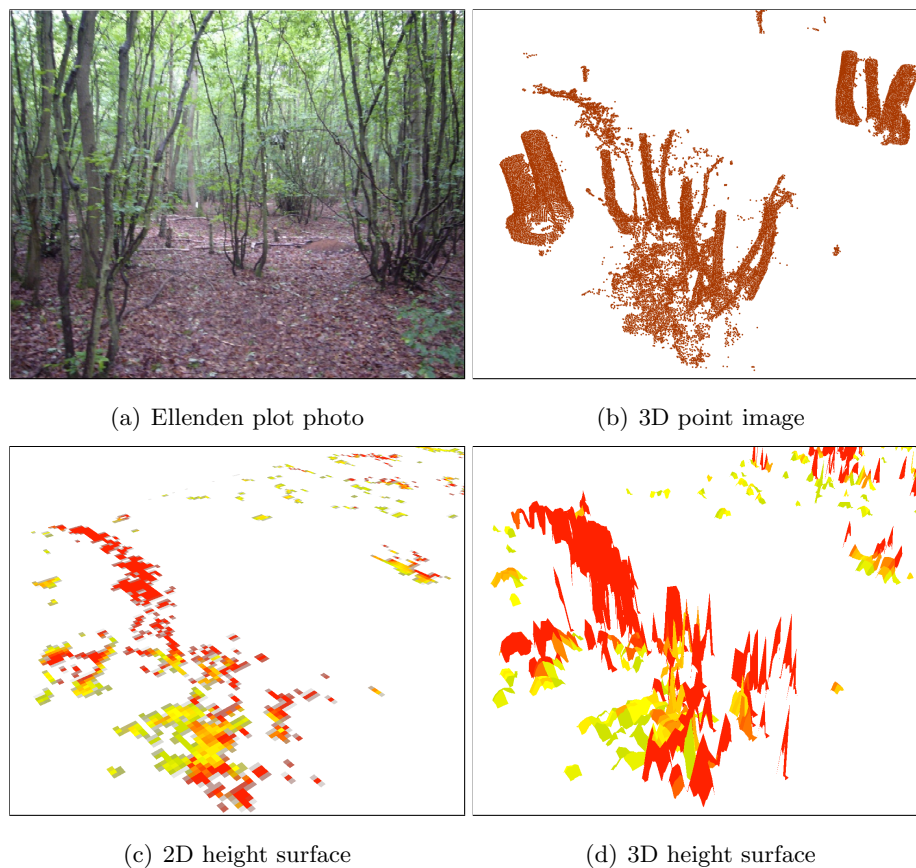 (a) Ellenden plot photo
(b) 3D point image
(c) 2D height surface
(d) 3D height surface